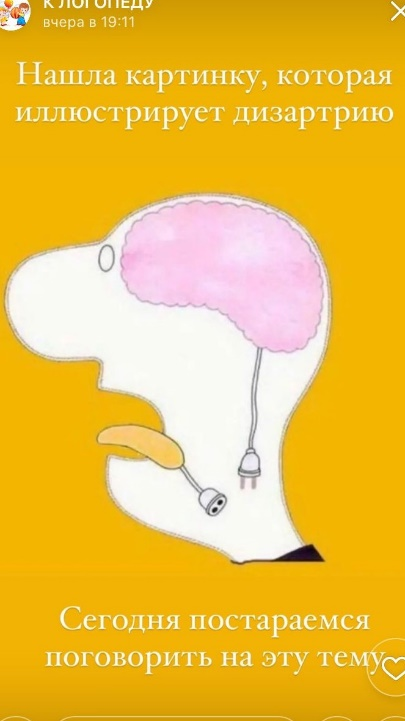 К ЛОГОПЕДУ
вчера в 19:11
Нашла картинку, которая
иллюстрирует дизартрию
Сегодня постараемся
поговорить на эту тему